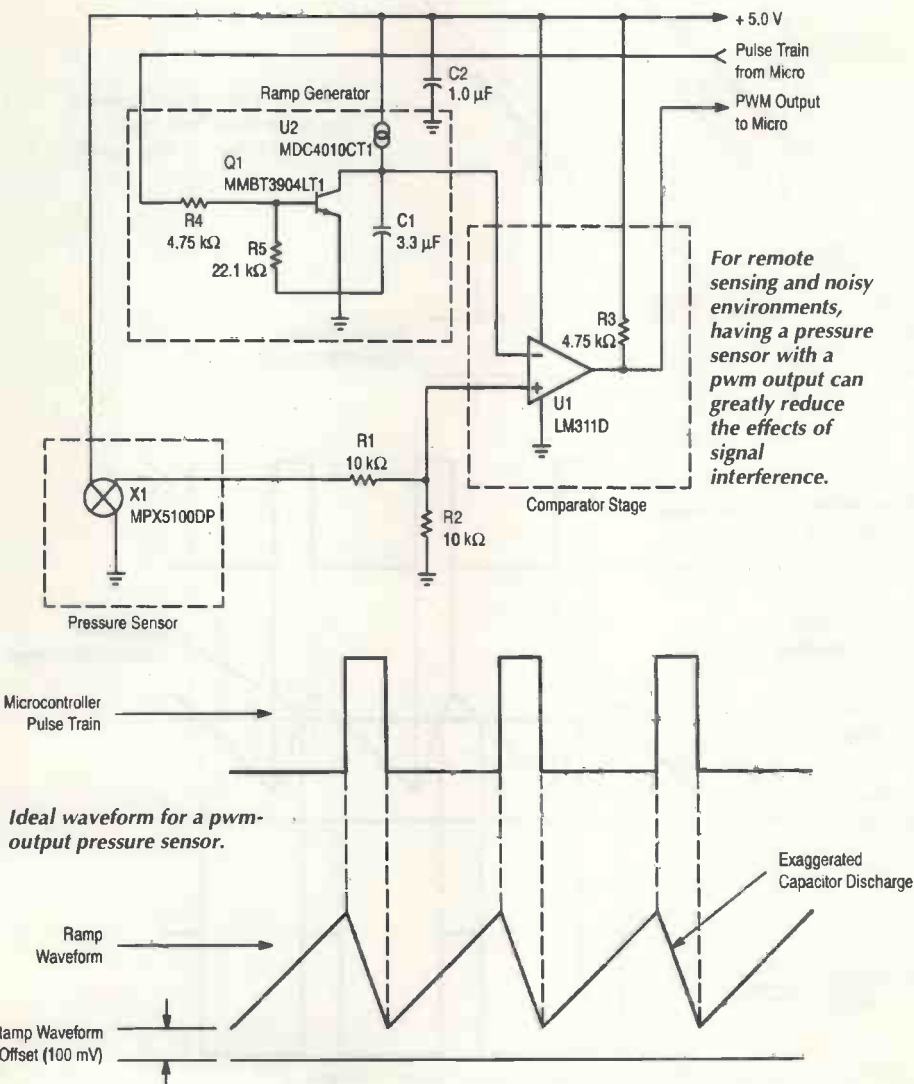 + 5.0 V
Pulse Train
from Micro
C2
1.0 µF
PWM Output
to Micro
Ramp Generator
U2
MDC4010CT1
Q1
MMBT3904LT1
R4
4.75 kΩ
R5
22.1 kΩ
C1
3.3 µF
R3
4.75 kΩ
−
+
U1
LM311D
Comparator Stage
For remote
sensing and noisy
environments,
having a pressure
sensor with a
pwm output can
greatly reduce
the effects of
signal
interference.
R1
10 kΩ
X1
MPX5100DP
R2
10 kΩ
Pressure Sensor
Microcontroller
Pulse Train
Ideal waveform for a pwm-
output pressure sensor.
Exaggerated
Capacitor Discharge
Ramp
Waveform
amp Waveform
Offset (100 mV)